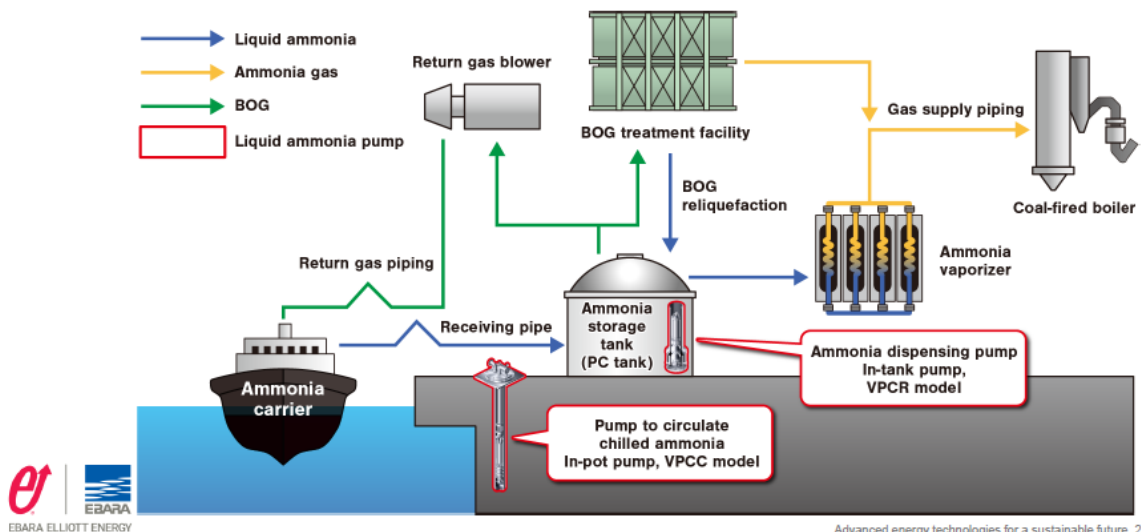 Liquid ammonia
Ammonia gas
BOG
Liquid ammonia pump
Return gas blower
BOG treatment facility
Gas supply piping
Coal-fired boiler
BOG
reliquefaction
Ammonia
vaporizer
Return gas piping
Receiving pipe
Ammonia
storage
tank
(PC tank)
Ammonia dispensing pump
In-tank pump,
VPCR model
Ammonia
carrier
Pump to circulate
chilled ammonia
In-pot pump, VPCC model
EBARA
EBARA ELLIOTT ENERGY
Advanced energy technologies for a sustainable future 2